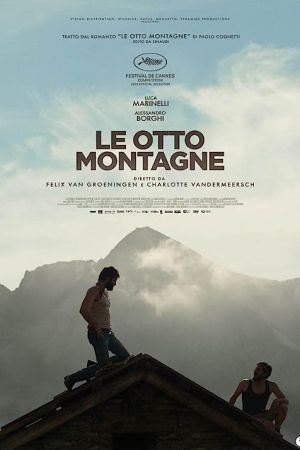 TRATTO DAL ROMANZO "LE OTTO MONTAGNE" DI PAOLO COGNETTI
EDITO DA EINAUDI
FESTIVAL DE CANNES
COMPETITION
LUCA
MARINELLI
ALESSANDRO
BORGHI
LE OTTO
MONTAGNE
DIRETTO DA
FELIX VAN GROENINGEN E CHARLOTTE VANDERMEERSCH